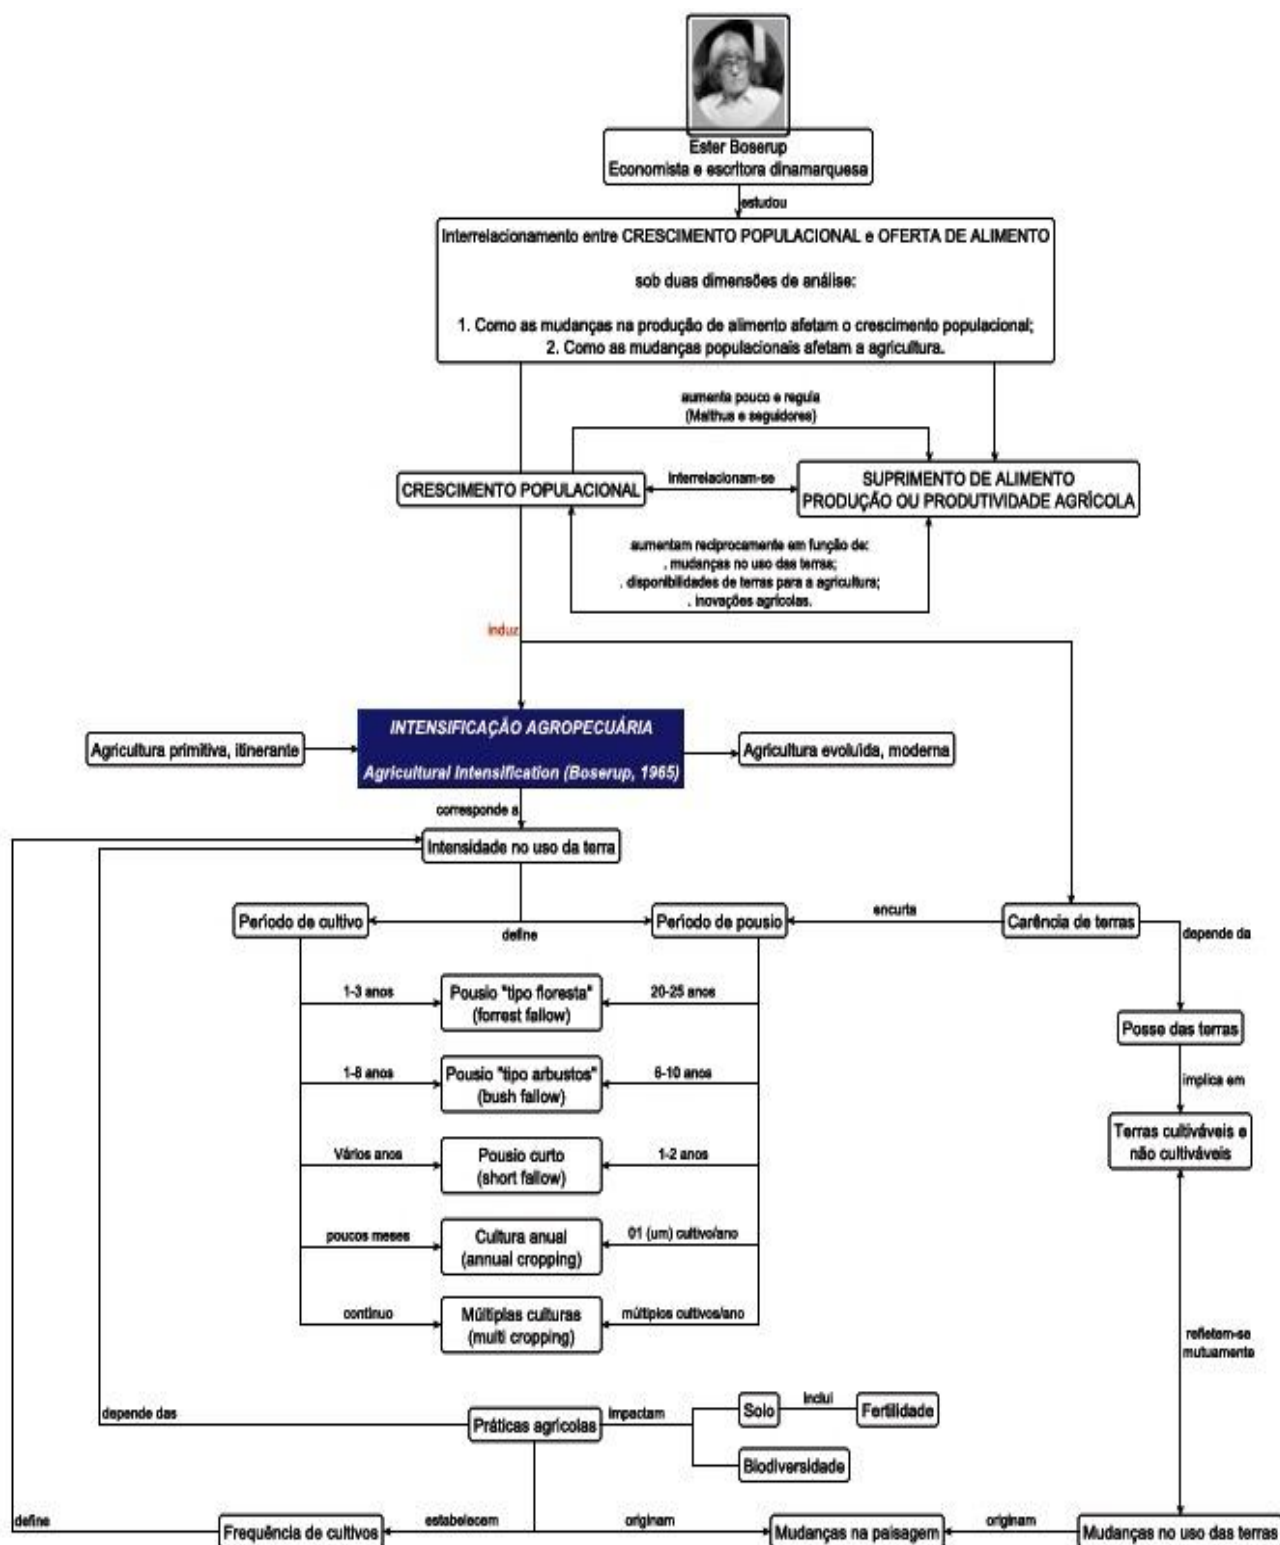 Ester Boserup
Economista e escritora dinamarquesa
estudou
Interrelacionamento entre CRESCIMENTO POPULACIONAL e OFERTA DE ALIMENTO
sob duas dimensões de análise:
1. Como as mudanças na produção de alimento afetam o crescimento populacional;
2. Como as mudanças populacionais afetam a agricultura.
aumenta pouco e regula
(Malthus e seguidores)
CRESCIMENTO POPULACIONAL
interrelacionam-se
SUPRIMENTO DE ALIMENTO
PRODUÇÃO OU PRODUTIVIDADE AGRÍCOLA
aumentam reciprocamente em função de:
. mudanças no uso das terras;
. disponibilidades de terras para a agricultura;
. inovações agrícolas.
induz
Agricultura primitiva, itinerante
INTENSIFICAÇÃO AGROPECUÁRIA
Agricultural Intensification (Boserup, 1965)
Agricultura evoluída, moderna
corresponde a
Intensidade no uso da terra
Período de cultivo
define
Período de pousio
encurta
Carência de terras
depende da
1-3 anos
Pousio "tipo floresta"
(forrest fallow)
20-25 anos
Posse das terras
1-8 anos
Pousio "tipo arbustos"
(bush fallow)
6-10 anos
implica em
Terras cultiváveis e
não cultiváveis
Vários anos
Pousio curto
(short fallow)
1-2 anos
poucos meses
Cultura anual
(annual cropping)
01 (um) cultivo/ano
contínuo
Múltiplas culturas
(multi cropping)
múltiplos cultivos/ano
refletem-se
mutuamente
depende das
Práticas agrícolas
impactam
Solo
inclui
Fertilidade
Biodiversidade
define
Frequência de cultivos
estabelecem
originam
Mudanças na paisagem
originam
Mudanças no uso das terras